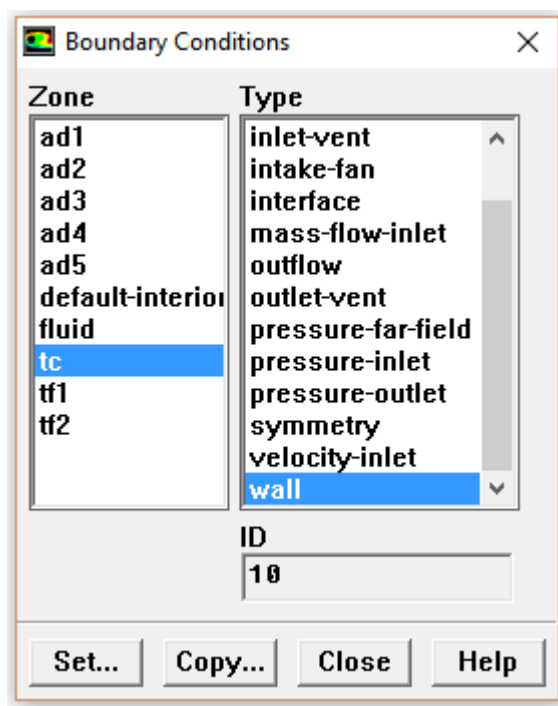 Boundary Conditions
Zone
ad1
ad2
ad3
ad4
ad5
default-interior
fluid
tc
tf1
tf2
Type
inlet-vent
intake-fan
interface
mass-flow-inlet
outflow
outlet-vent
pressure-far-field
pressure-inlet
pressure-outlet
symmetry
velocity-inlet
wall
ID
10
Set...
Copy...
Close
Help